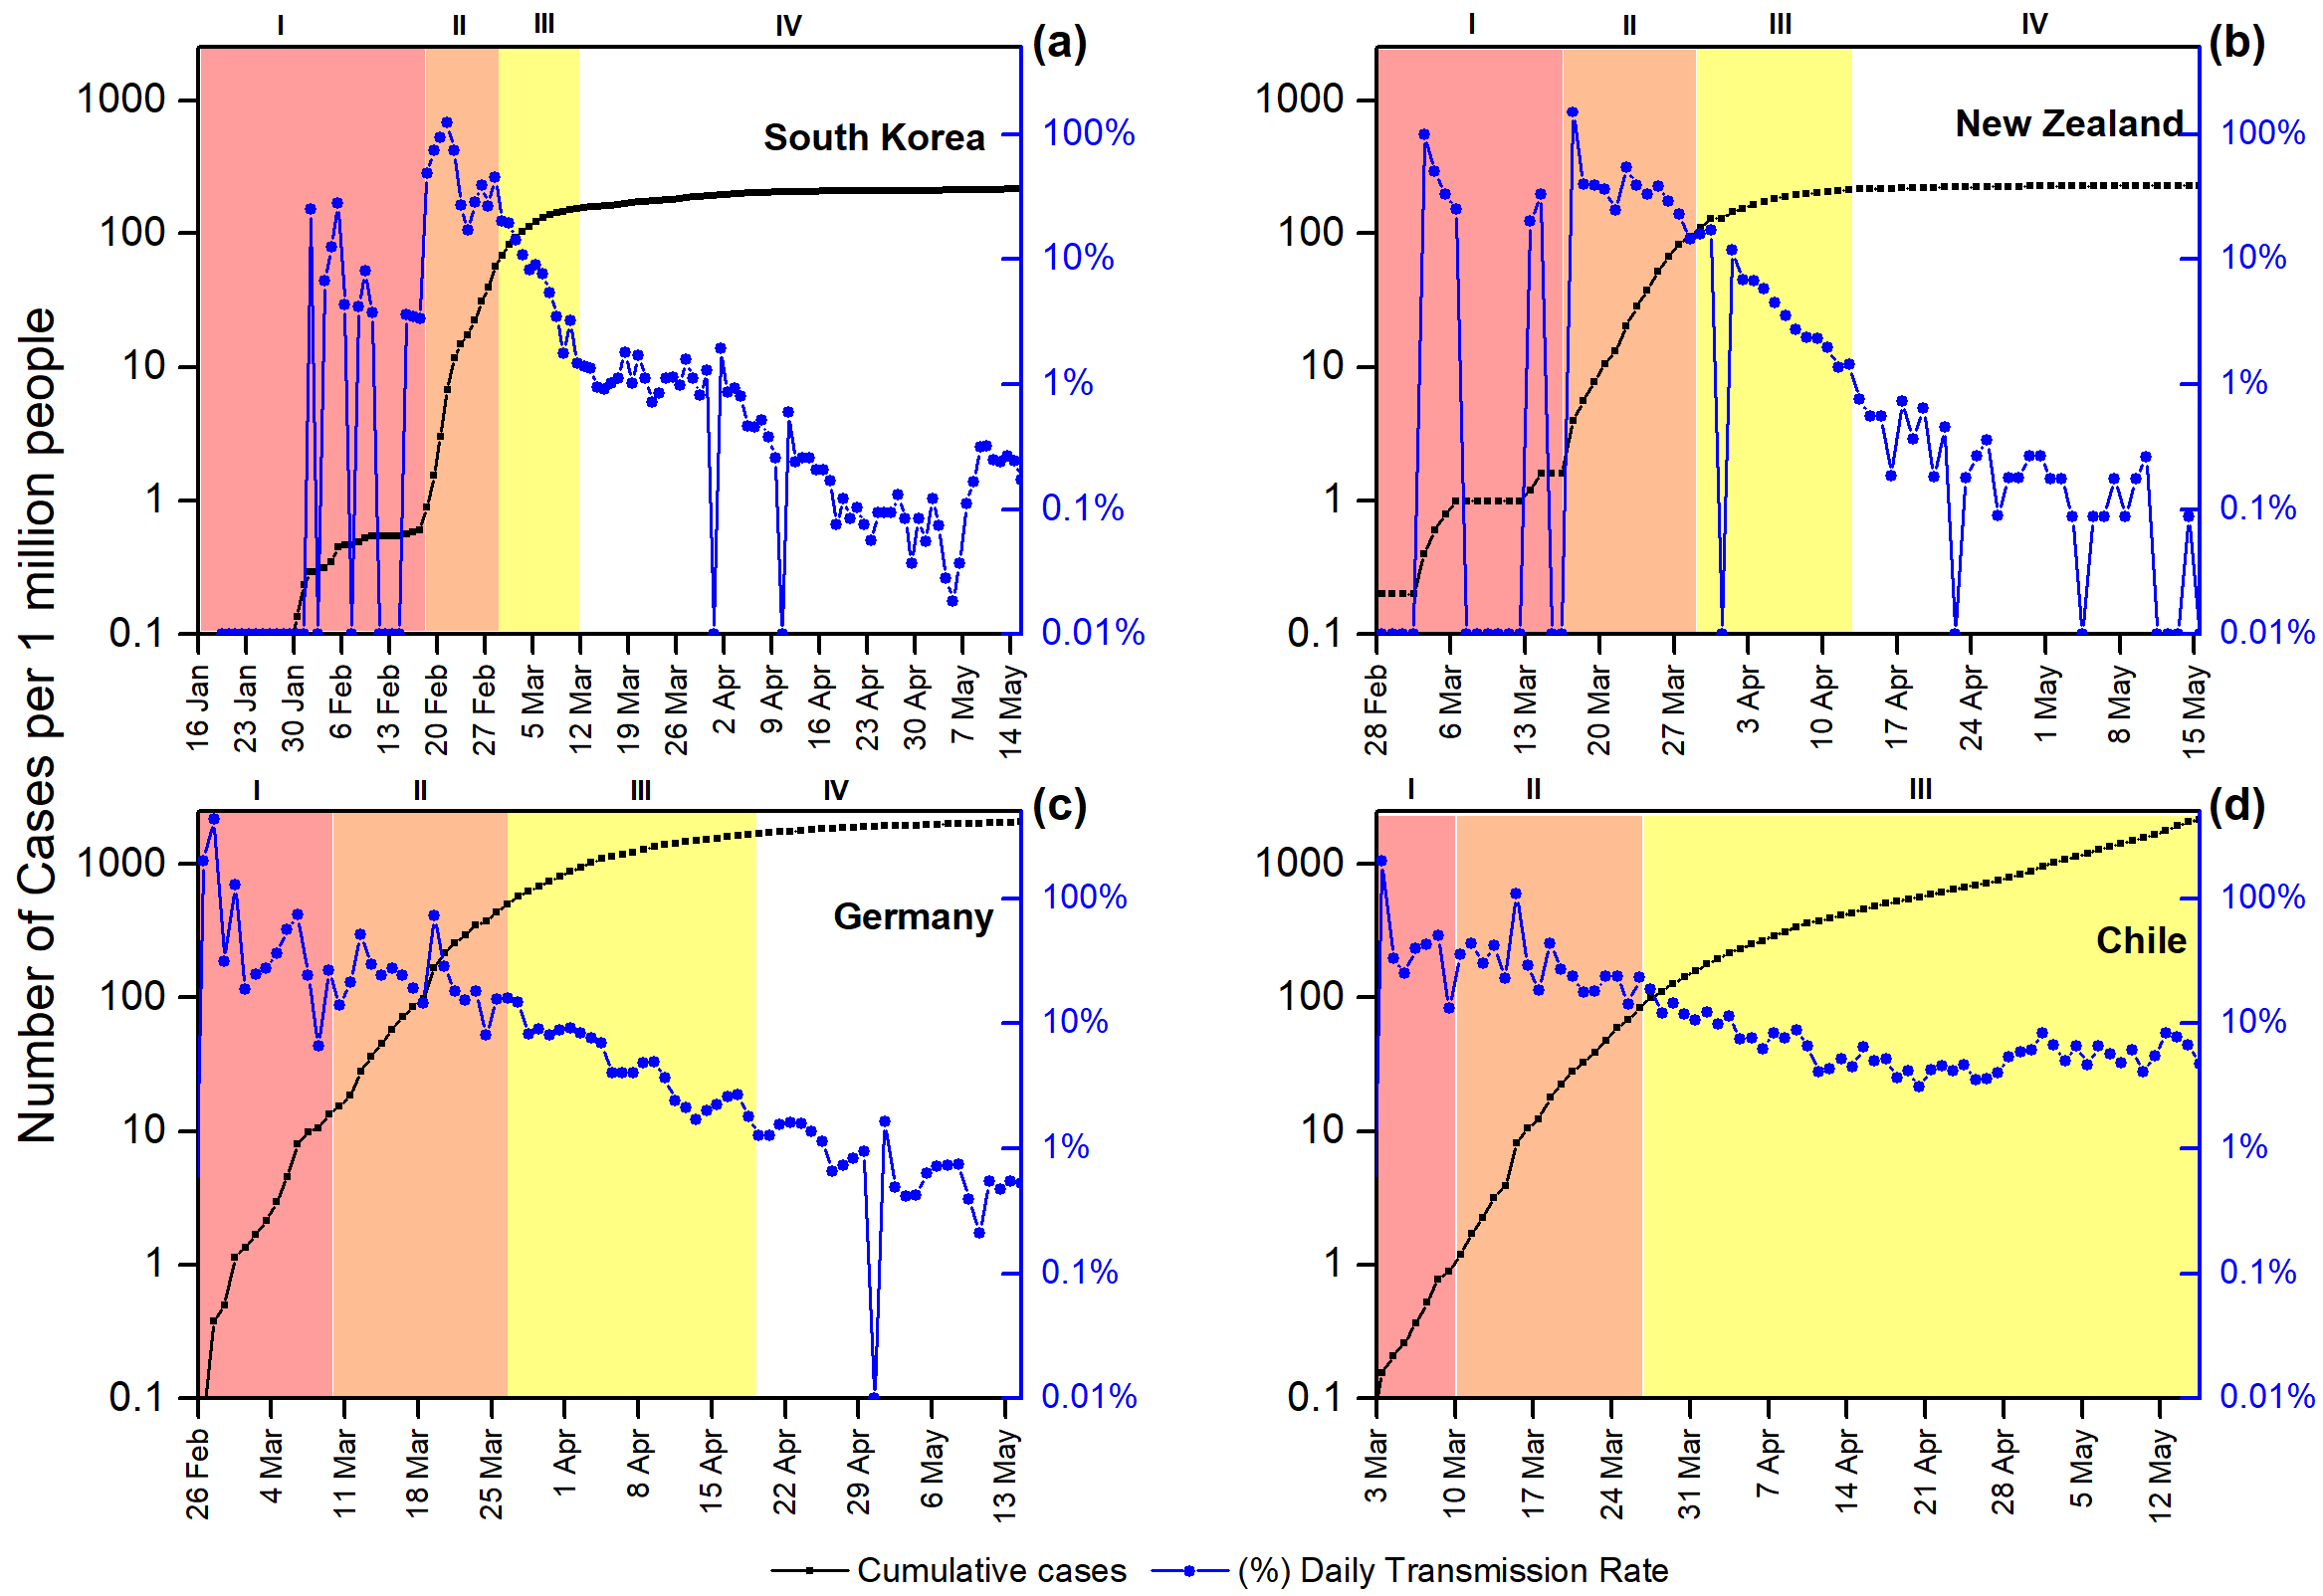 I II III IV (a)
South Korea
1000
100
10
1
0.1
100%
10%
1%
0.1%
0.01%
16 Jan
23 Jan
30 Jan
6 Feb
13 Feb
20 Feb
27 Feb
5 Mar
12 Mar
19 Mar
26 Mar
2 Apr
9 Apr
16 Apr
23 Apr
30 Apr
7 May
14 May
I II III IV (b)
New Zealand
1000
100
10
1
0.1
100%
10%
1%
0.1%
0.01%
28 Feb
6 Mar
13 Mar
20 Mar
27 Mar
3 Apr
10 Apr
17 Apr
24 Apr
1 May
8 May
15 May
Number of Cases per 1 million people
I II III IV (c)
Germany
1000
100
10
1
0.1
100%
10%
1%
0.1%
0.01%
26 Feb
4 Mar
11 Mar
18 Mar
25 Mar
1 Apr
8 Apr
15 Apr
22 Apr
29 Apr
6 May
13 May
I II III (d)
Chile
1000
100
10
1
0.1
100%
10%
1%
0.1%
0.01%
3 Mar
10 Mar
17 Mar
24 Mar
31 Mar
7 Apr
14 Apr
21 Apr
28 Apr
5 May
12 May
Cumulative cases (%) Daily Transmission Rate